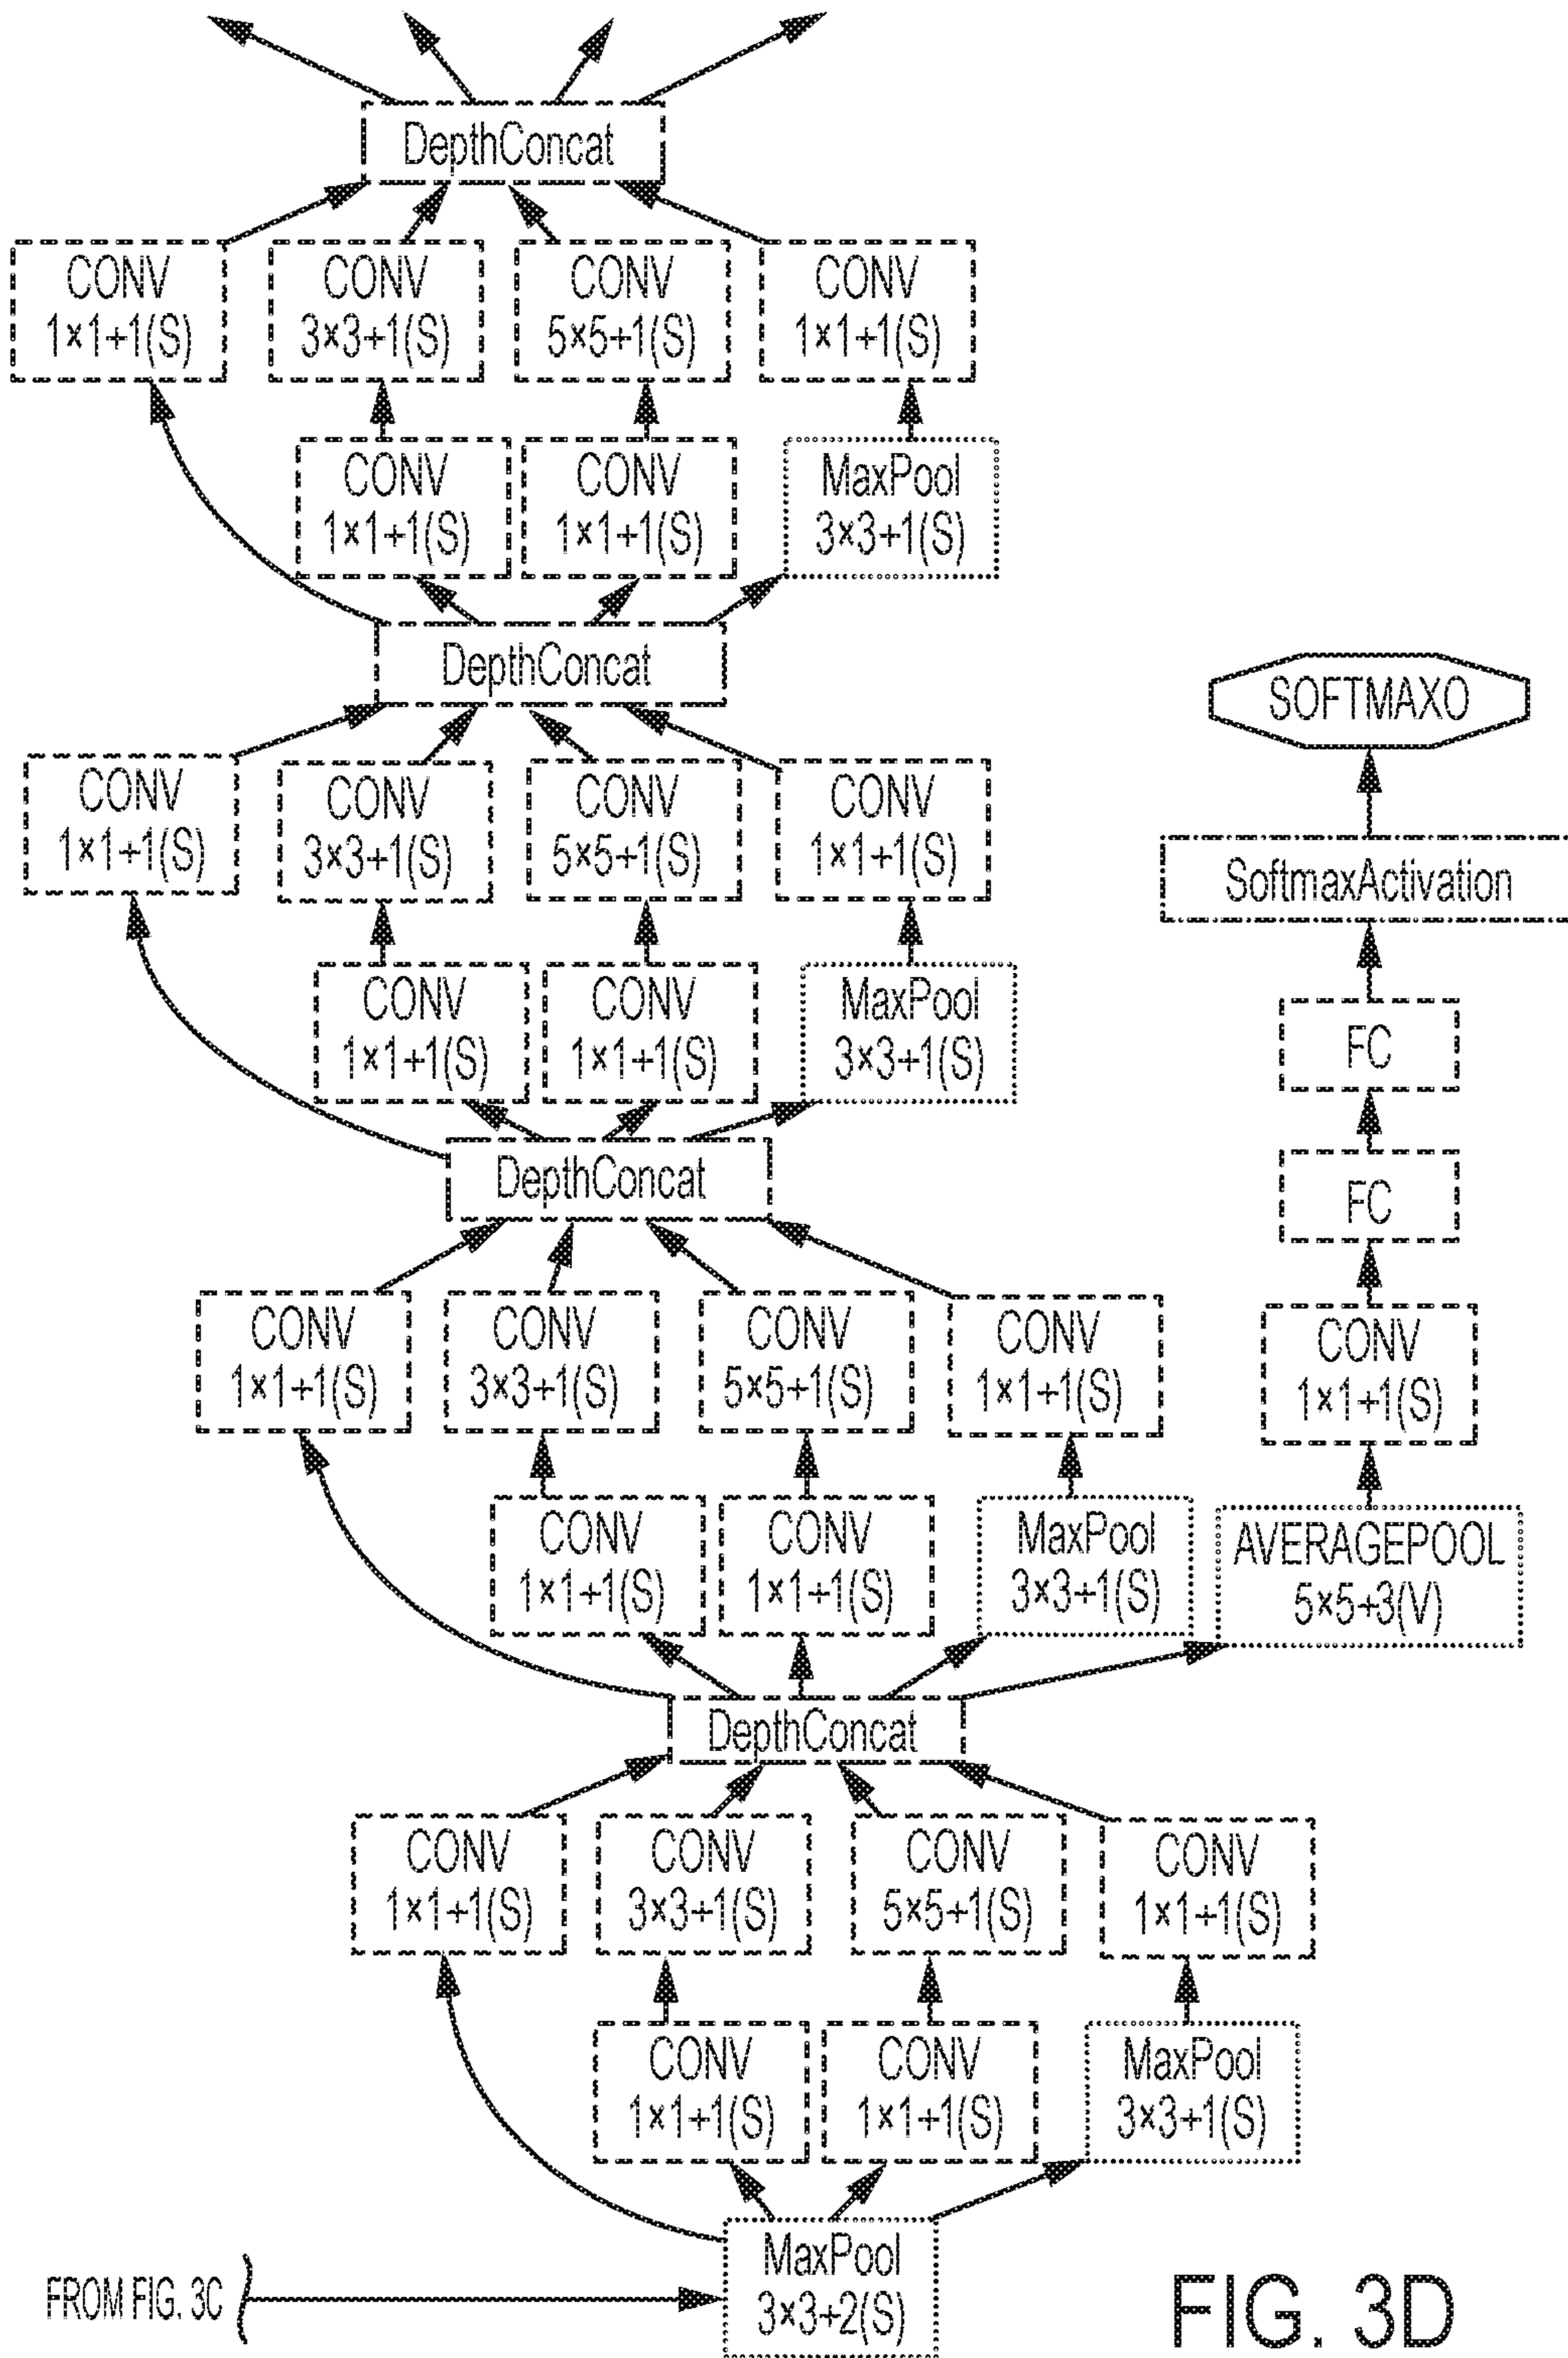 DepthConcat
CONV
1×1+1(S)
CONV
3×3+1(S)
CONV
5×5+1(S)
CONV
1×1+1(S)
CONV
1×1+1(S)
CONV
1×1+1(S)
MaxPool
3×3+1(S)
DepthConcat
SOFTMAXO
CONV
1×1+1(S)
CONV
3×3+1(S)
CONV
5×5+1(S)
CONV
1×1+1(S)
SoftmaxActivation
CONV
1×1+1(S)
CONV
1×1+1(S)
MaxPool
3×3+1(S)
FC
DepthConcat
FC
CONV
1×1+1(S)
CONV
3×3+1(S)
CONV
5×5+1(S)
CONV
1×1+1(S)
CONV
1×1+1(S)
CONV
1×1+1(S)
CONV
1×1+1(S)
MaxPool
3×3+1(S)
AVERAGEPOOL
5×5+3(V)
DepthConcat
CONV
1×1+1(S)
CONV
3×3+1(S)
CONV
5×5+1(S)
CONV
1×1+1(S)
CONV
1×1+1(S)
CONV
1×1+1(S)
MaxPool
3×3+1(S)
FROM FIG. 3C
MaxPool
3×3+2(S)
FIG. 3D